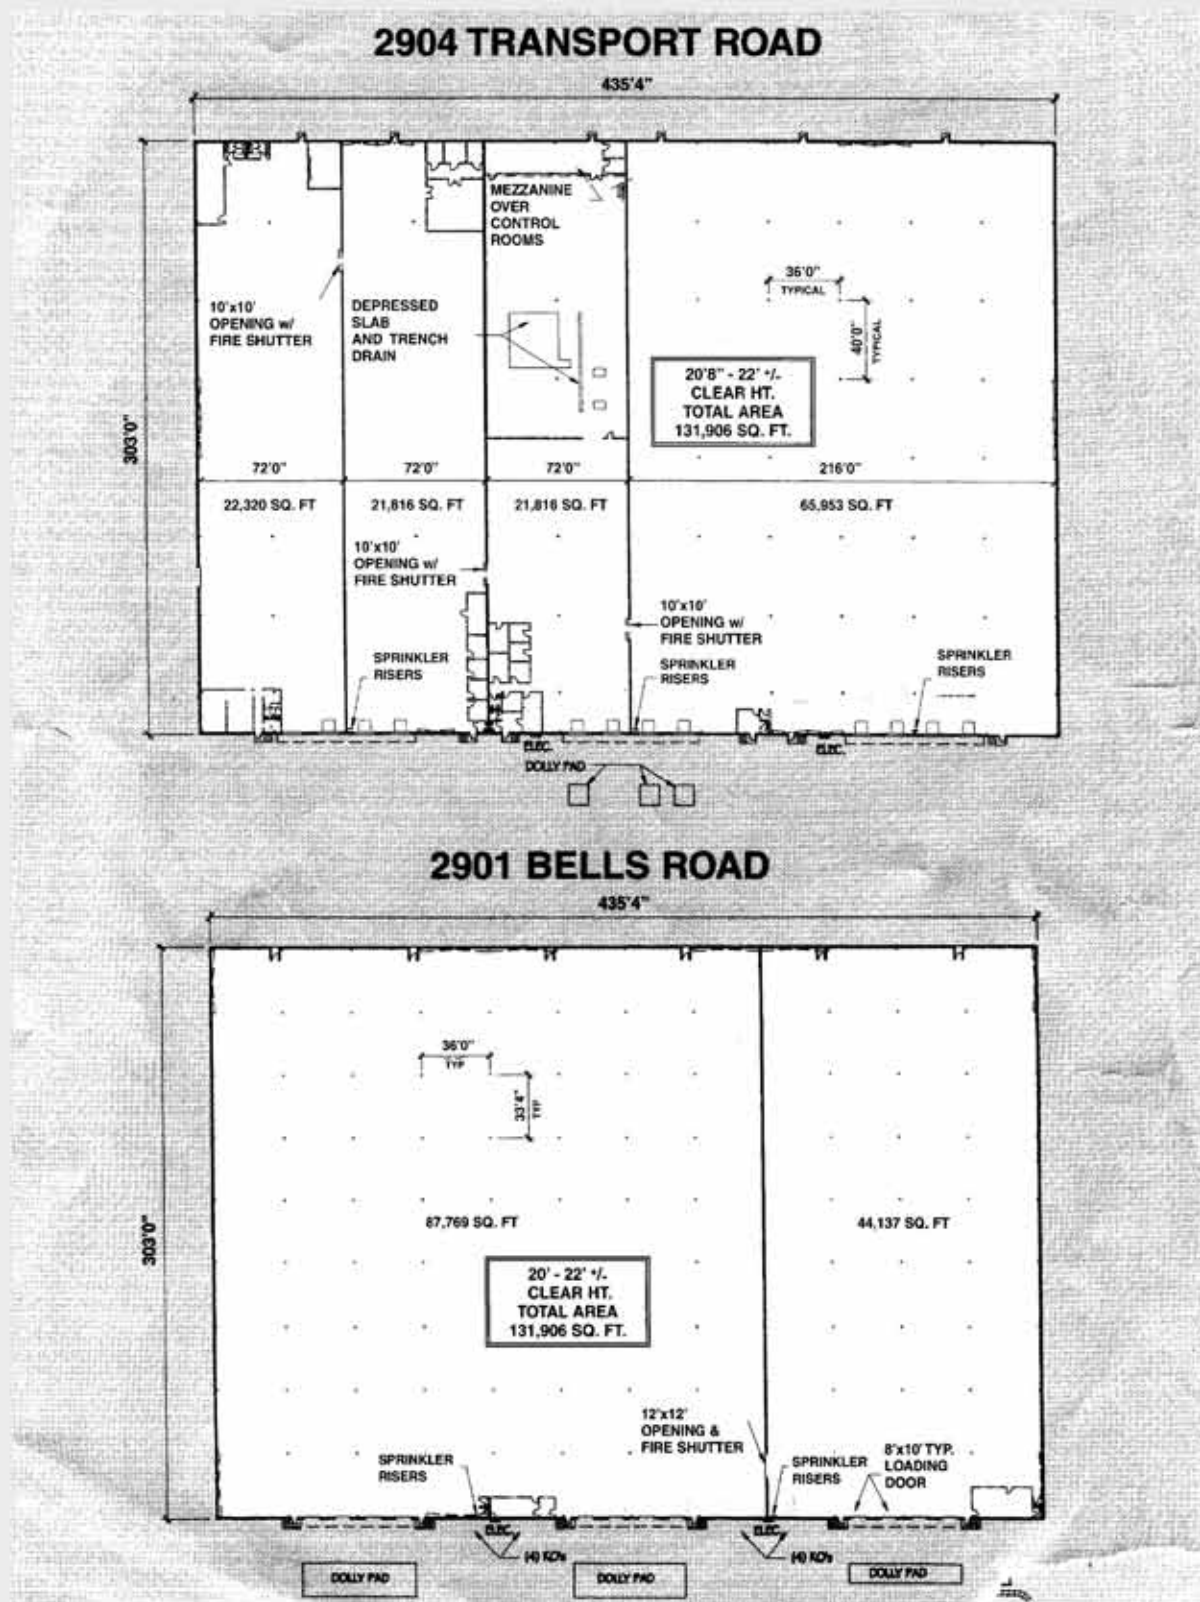 2904 TRANSPORT ROAD
435'4"
MEZZANINE
OVER
CONTROL
ROOMS
36'0"
TYPICAL
10'x10'
OPENING w/
FIRE SHUTTER
DEPRESSED
SLAB
AND TRENCH
DRAIN
40'0"
TYPICAL
20'8" - 22' +/-
CLEAR HT.
TOTAL AREA
131,906 SQ. FT.
303'0"
72'0"
72'0"
72'0"
216'0"
22,320 SQ. FT
21,816 SQ. FT
21,816 SQ. FT
65,953 SQ. FT
10'x10'
OPENING w/
FIRE SHUTTER
10'x10'
OPENING w/
FIRE SHUTTER
SPRINKLER
RISERS
SPRINKLER
RISERS
SPRINKLER
RISERS
ELEC.
ELEC.
DOLLY PAD
2901 BELLS ROAD
435'4"
36'0"
TYP
33'4"
TYP
303'0"
87,769 SQ. FT
44,137 SQ. FT
20' - 22' +/-
CLEAR HT.
TOTAL AREA
131,906 SQ. FT.
12'x12'
OPENING &
FIRE SHUTTER
SPRINKLER
RISERS
SPRINKLER
RISERS
8'x10' TYP.
LOADING
DOOR
ELEC.
ELEC.
(4) KO's
(4) KO's
DOLLY PAD
DOLLY PAD
DOLLY PAD